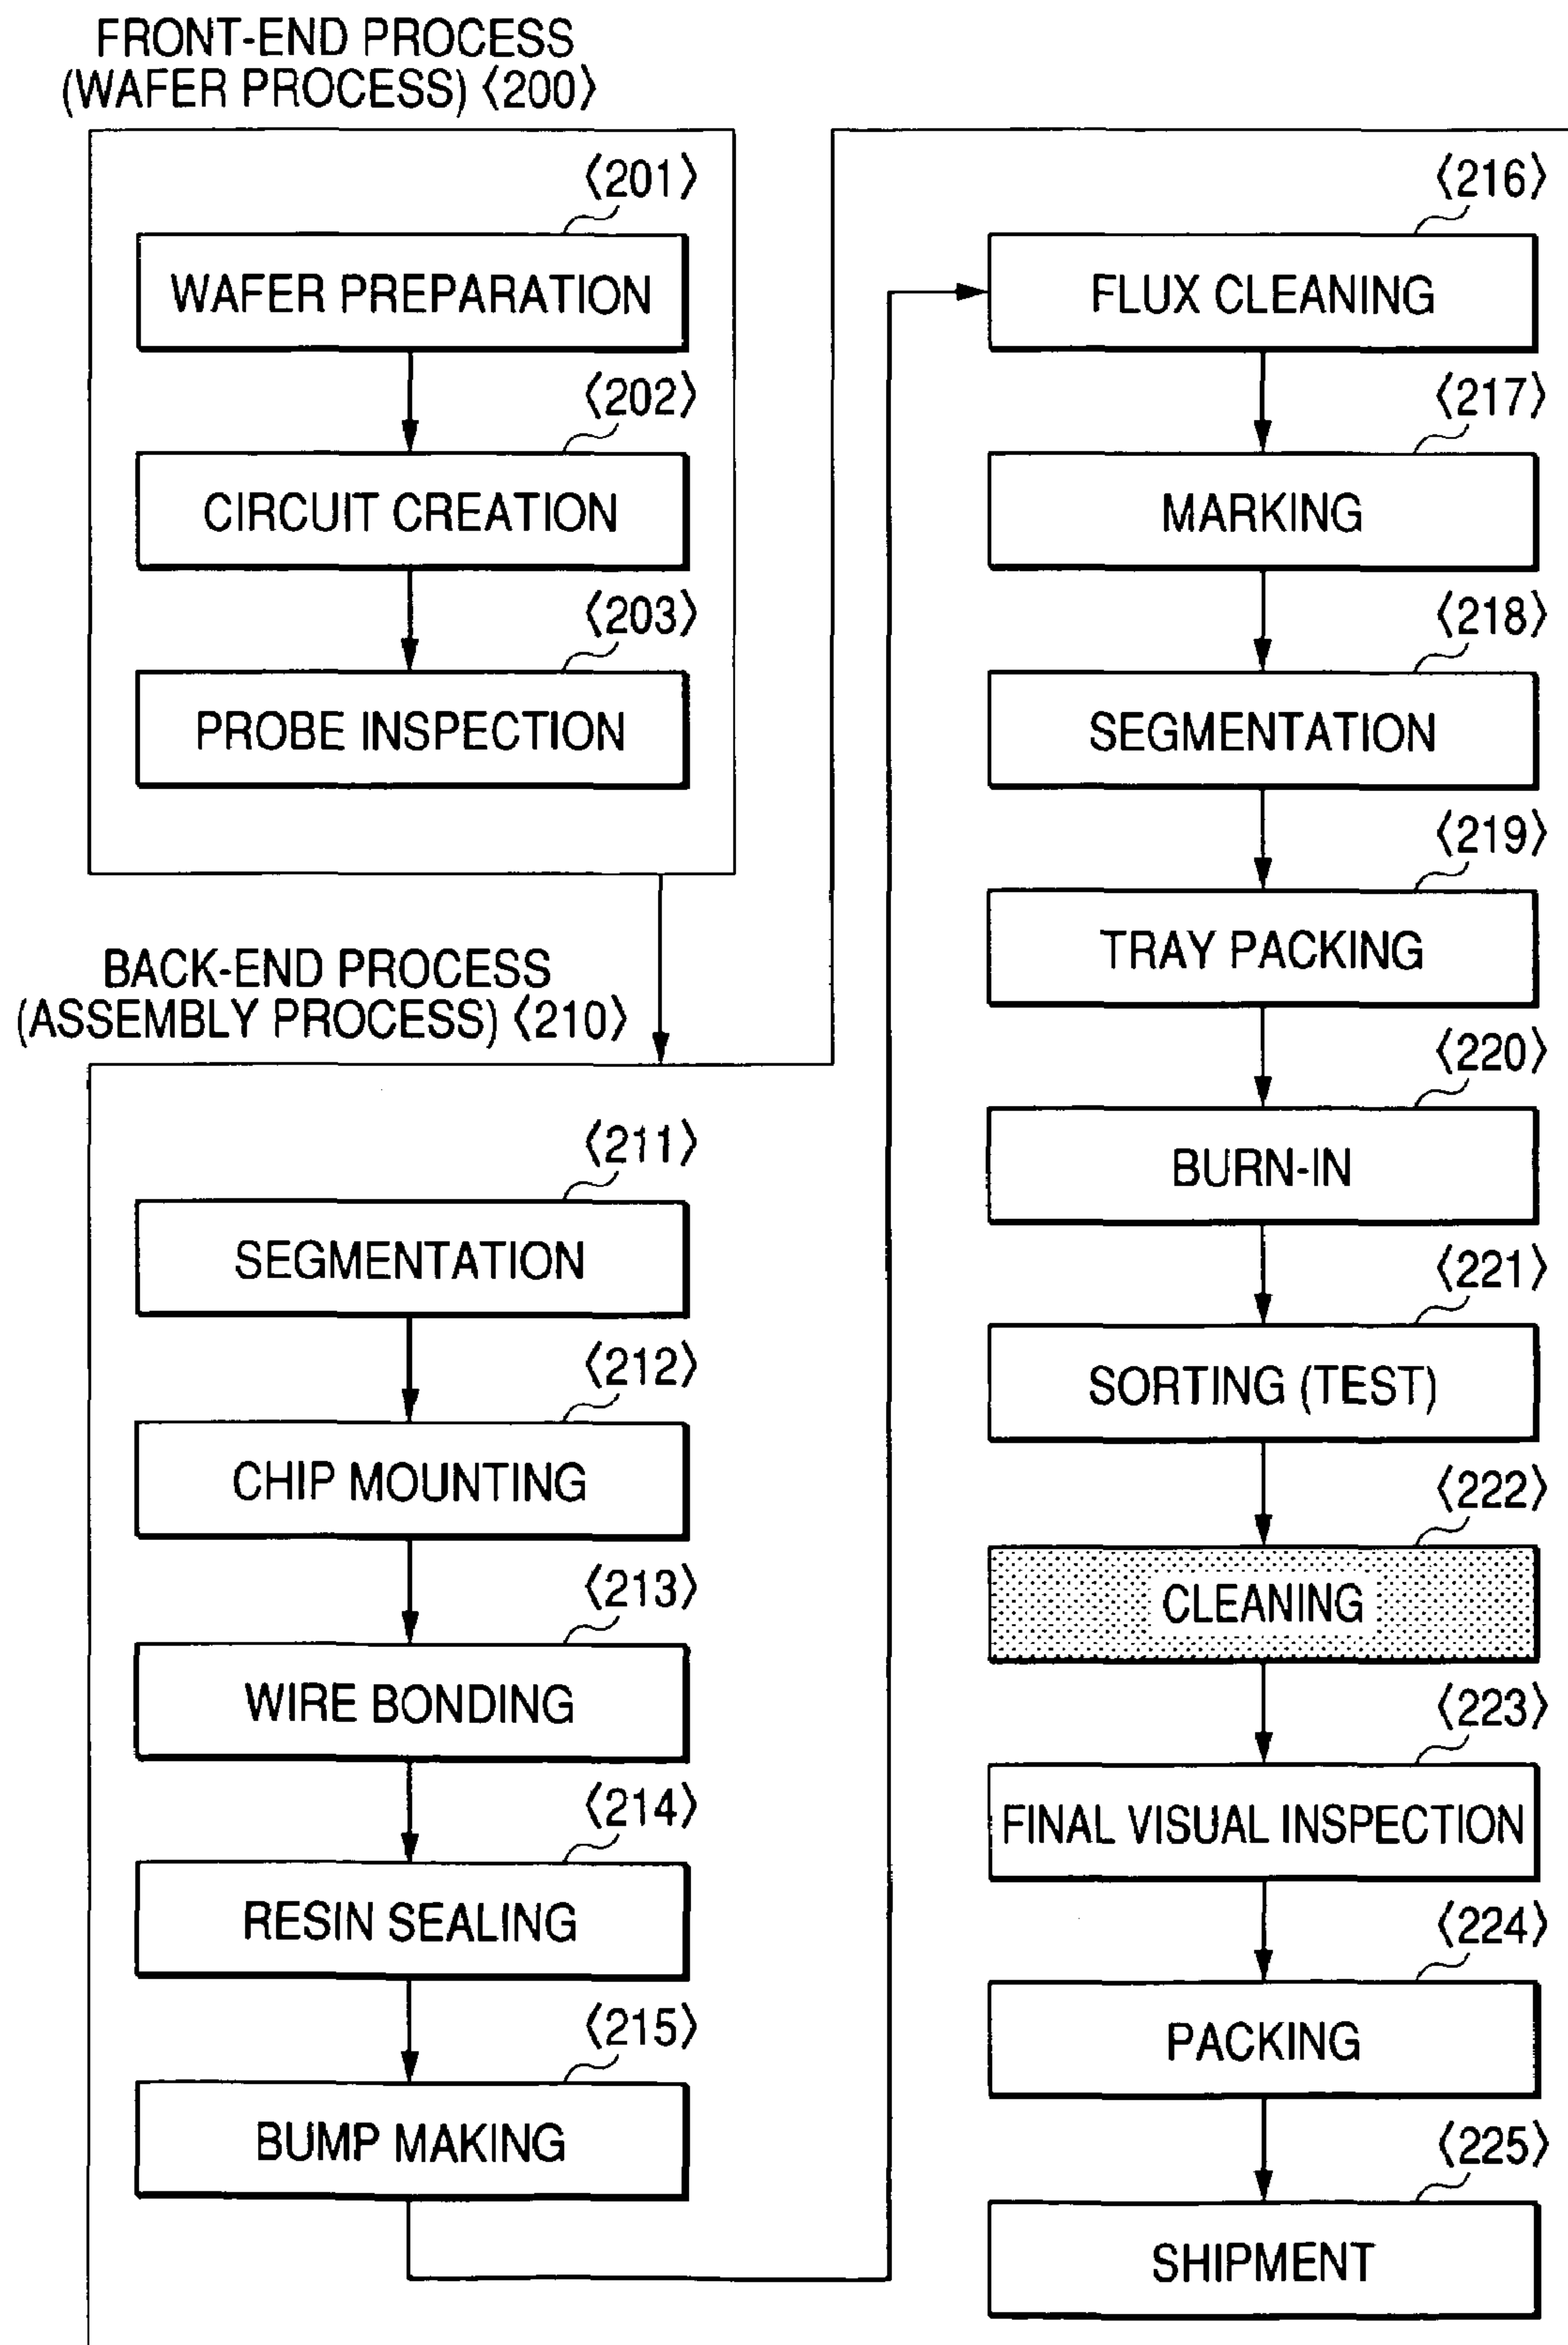 FRONT-END PROCESS
(WAFER PROCESS) 〈200〉
〈201〉
WAFER PREPARATION
〈202〉
CIRCUIT CREATION
〈203〉
PROBE INSPECTION
BACK-END PROCESS
(ASSEMBLY PROCESS) 〈210〉
〈211〉
SEGMENTATION
〈212〉
CHIP MOUNTING
〈213〉
WIRE BONDING
〈214〉
RESIN SEALING
〈215〉
BUMP MAKING
〈216〉
FLUX CLEANING
〈217〉
MARKING
〈218〉
SEGMENTATION
〈219〉
TRAY PACKING
〈220〉
BURN-IN
〈221〉
SORTING (TEST)
〈222〉
CLEANING
〈223〉
FINAL VISUAL INSPECTION
〈224〉
PACKING
〈225〉
SHIPMENT